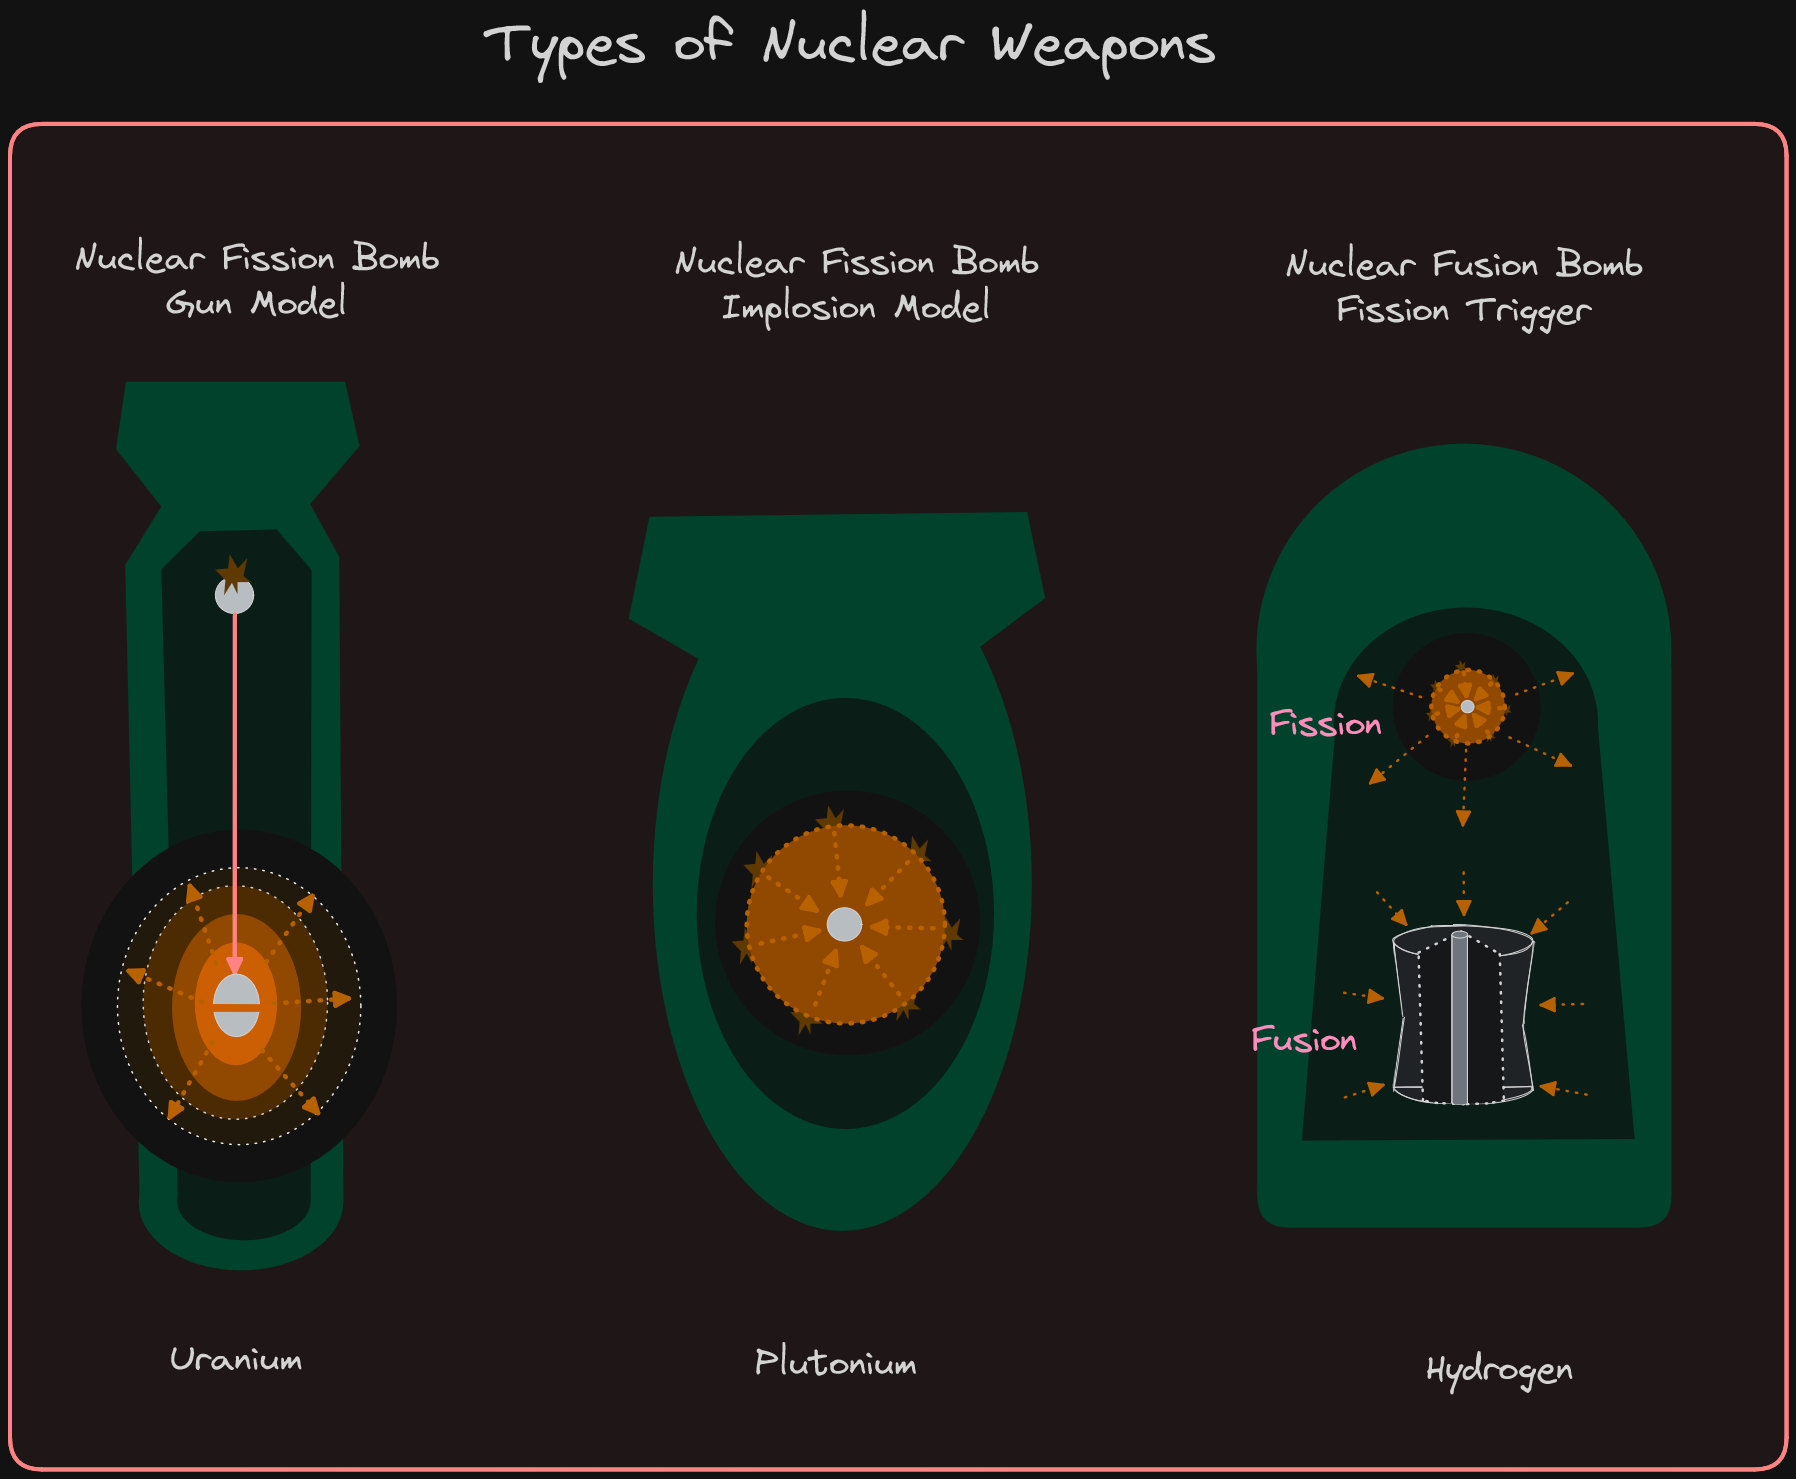 Types of Nuclear Weapons
Nuclear Fission Bomb
Gun Model
Nuclear Fission Bomb
Implosion Model
Nuclear Fusion Bomb
Fission Trigger
Fission
Fusion
Uranium
Plutonium
Hydrogen